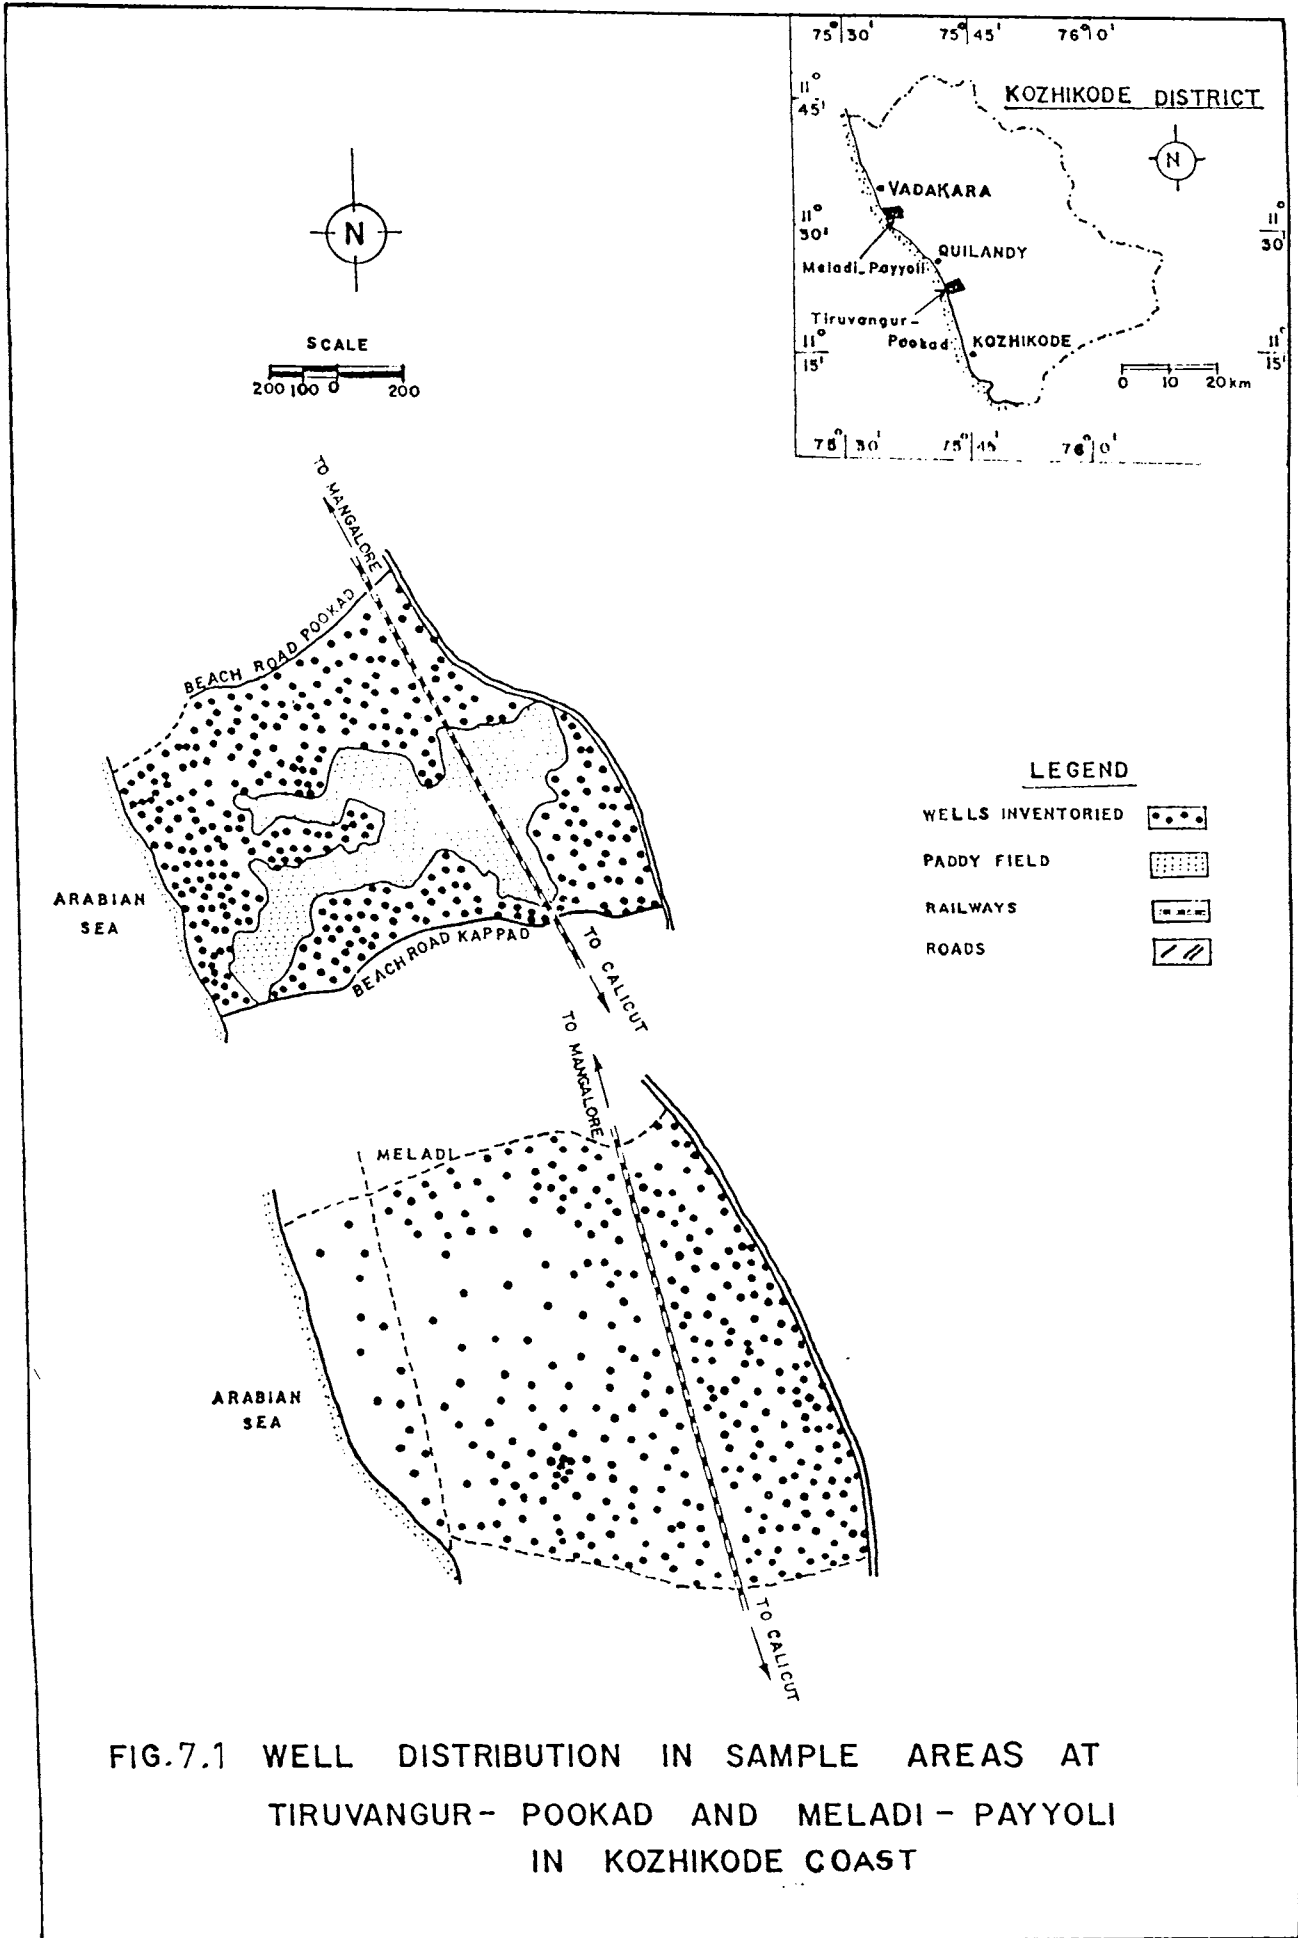 75° 30'
75° 45'
76° 0'
11° 45'
KOZHIKODE DISTRICT
N
VADAKARA
11° 30'
11° 30'
Meladi-Payyoli
QUILANDY
Tiruvangur-
Pookad
KOZHIKODE
11° 15'
11° 15'
0 10 20 km
75° 30'
75° 45'
76° 0'
N
SCALE
200 100 0 200
TO MANGALORE
BEACH ROAD POOKAD
ARABIAN
SEA
BEACH ROAD KAPPAD
TO CALICUT
LEGEND
WELLS INVENTORIED
PADDY FIELD
RAILWAYS
ROADS
TO MANGALORE
MELADI
ARABIAN
SEA
TO CALICUT
FIG.7.1 WELL DISTRIBUTION IN SAMPLE AREAS AT
TIRUVANGUR- POOKAD AND MELADI - PAYYOLI
IN KOZHIKODE COAST